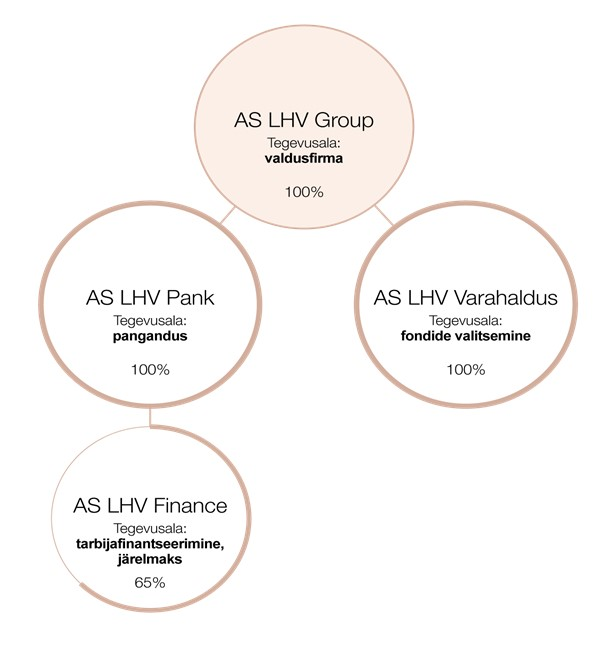 AS LHV Group
Tegevusala:
valdusfirma
100%
AS LHV Pank
Tegevusala:
pangandus
100%
AS LHV Varahaldus
Tegevusala:
fondide valitsemine
100%
AS LHV Finance
Tegevusala:
tarbijafinantseerimine,
järelmaks
65%